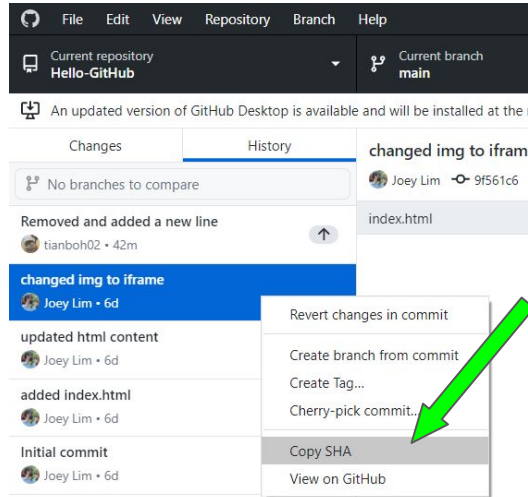 File Edit View Repository Branch Help
Current repository
Hello-GitHub
Current branch
main
An updated version of GitHub Desktop is available and will be installed at the
Changes
History
No branches to compare
Removed and added a new line
tianboh02 • 42m
changed img to iframe
Joey Lim • 6d
updated html content
Joey Lim • 6d
added index.html
Joey Lim • 6d
Initial commit
Joey Lim • 6d
changed img to ifram
Joey Lim 9f561c6
index.html
Revert changes in commit
Create branch from commit
Create Tag...
Cherry-pick commit...
Copy SHA
View on GitHub